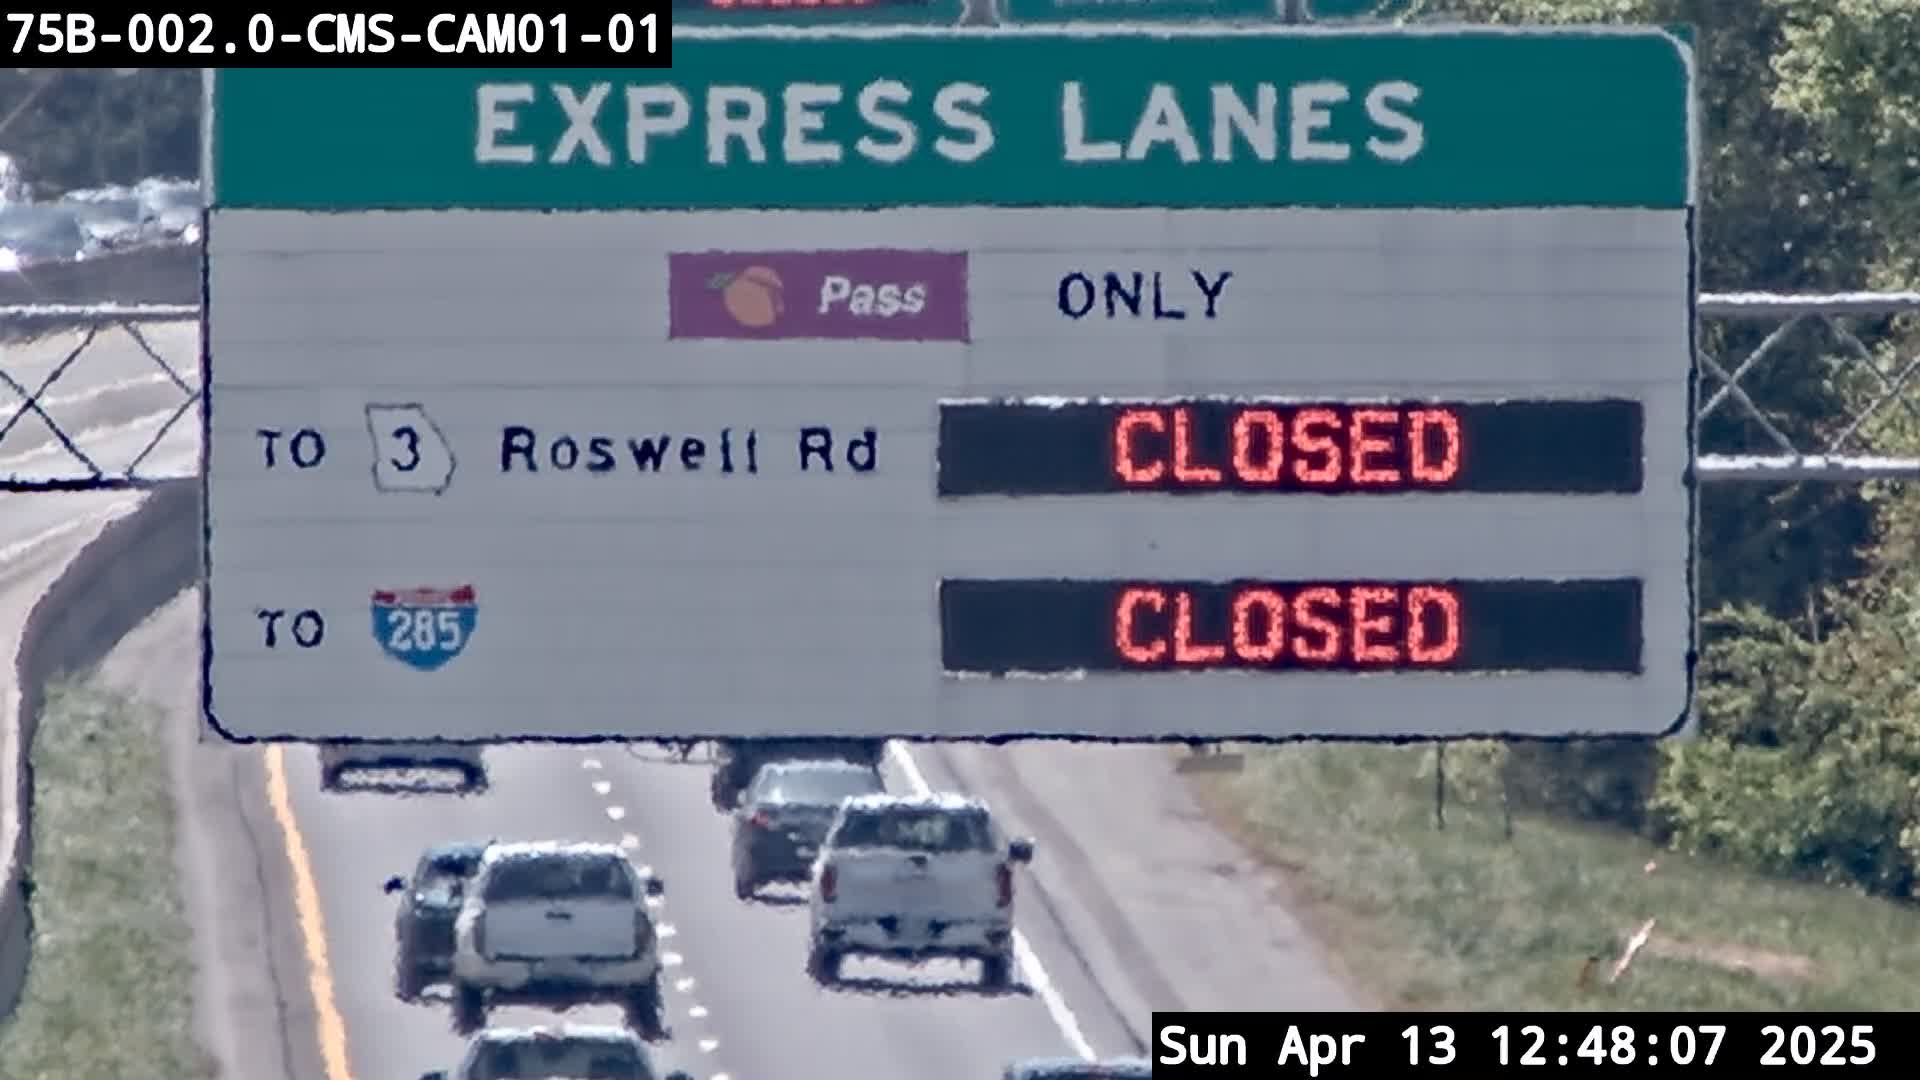 75B-002.0-CMS-CAM01-01
EXPRESS LANES
Pass ONLY
TO 3 Roswell Rd CLOSED
TO 285 CLOSED
Sun Apr 13 12:48:07 2025